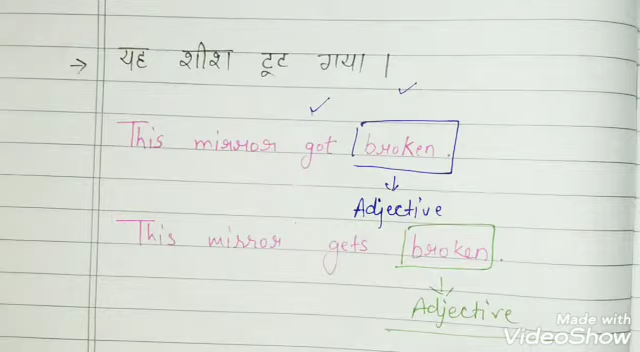 → यह शीश टूट गया |
This mirror got broken.
↓
Adjective
This mirror gets broken.
↓
Adjective
Made with
VideoShow